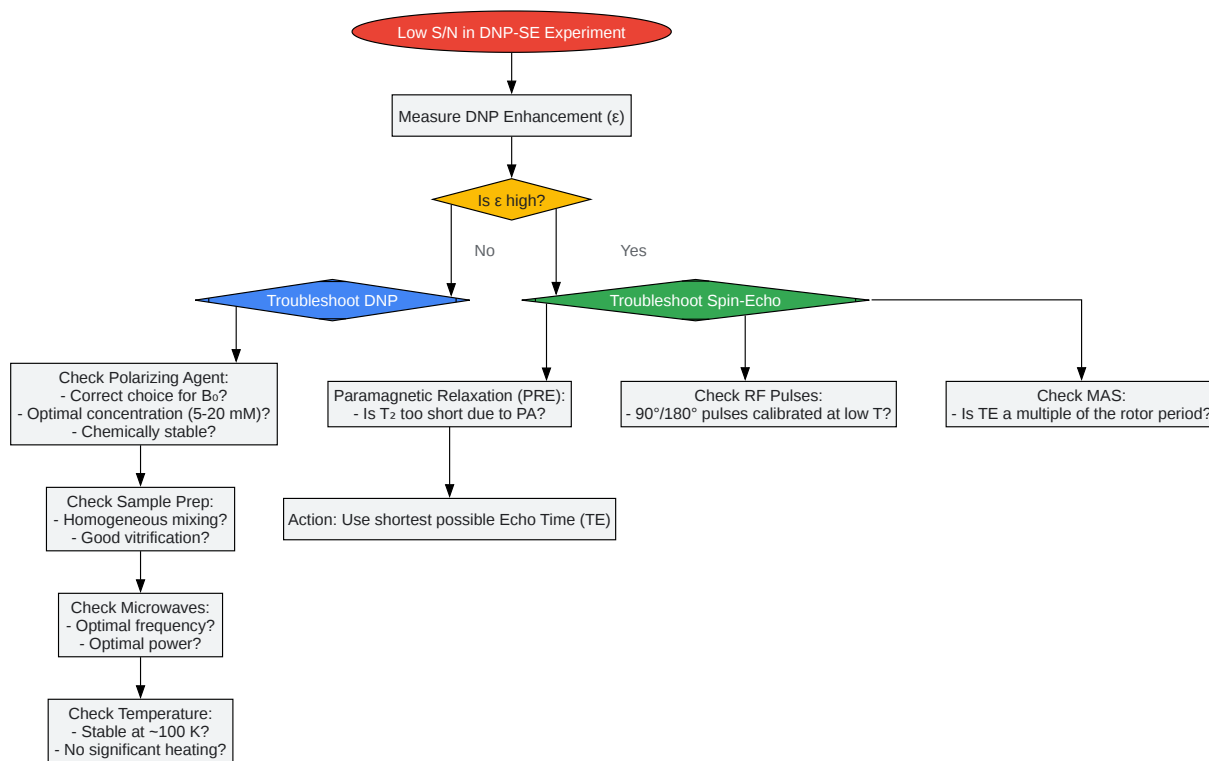 Low S/N in DNP-SE Experiment
Measure DNP Enhancement (ε)
Is ε high?
No
Yes
Troubleshoot DNP
Troubleshoot Spin-Echo
Check Polarizing Agent:
- Correct choice for B₀?
- Optimal concentration (5-20 mM)?
- Chemically stable?
Paramagnetic Relaxation (PRE):
- Is T₂ too short due to PA?
Check RF Pulses:
- 90°/180° pulses calibrated at low T?
Check MAS:
- Is TE a multiple of the rotor period?
Check Sample Prep:
- Homogeneous mixing?
- Good vitrification?
Action: Use shortest possible Echo Time (TE)
Check Microwaves:
- Optimal frequency?
- Optimal power?
Check Temperature:
- Stable at ~100 K?
- No significant heating?